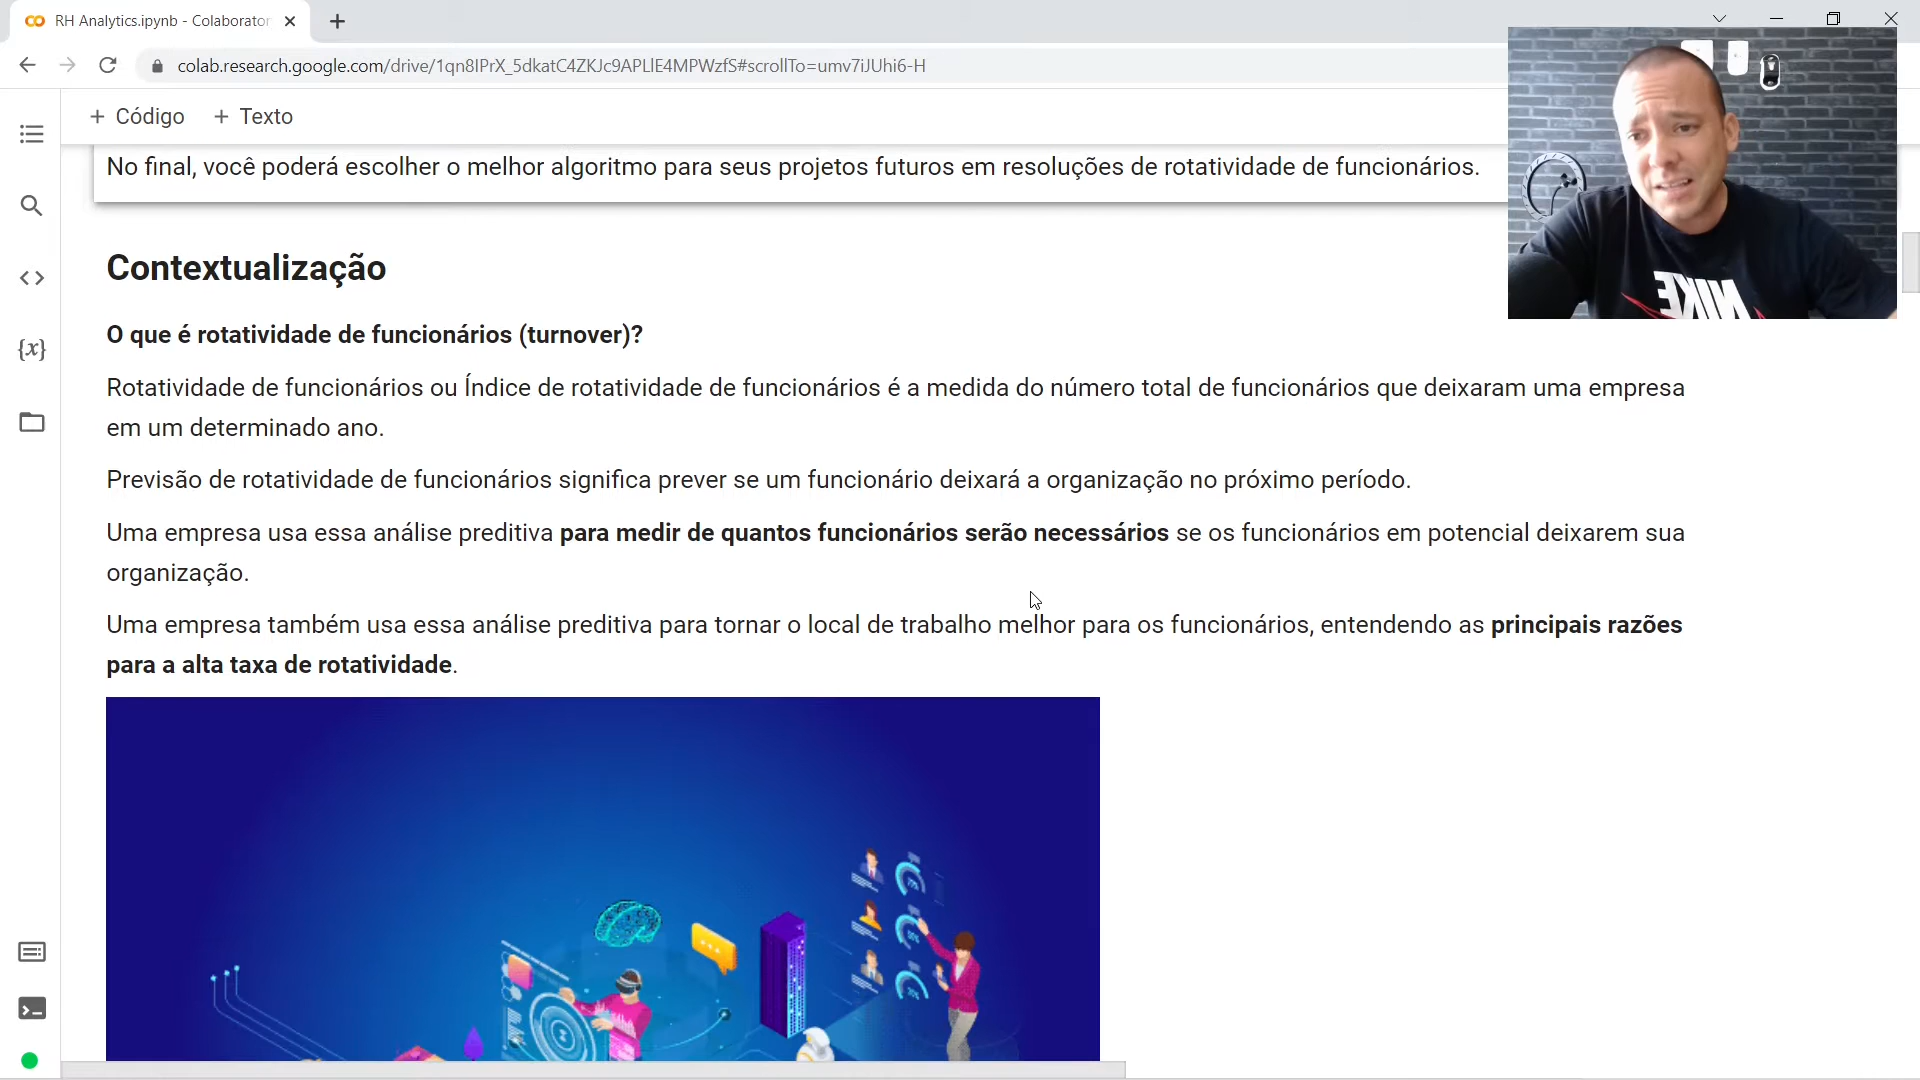 RH Analytics.ipynb - Colaborator
colab.research.google.com/drive/1qn8IPrX_5dkatC4ZKJc9APLlE4MPWzfS#scrollTo=umv7iJUhi6-H
+ Código + Texto
No final, você poderá escolher o melhor algoritmo para seus projetos futuros em resoluções de rotatividade de funcionários.
Contextualização
O que é rotatividade de funcionários (turnover)?
Rotatividade de funcionários ou Índice de rotatividade de funcionários é a medida do número total de funcionários que deixaram uma empresa
em um determinado ano.
Previsão de rotatividade de funcionários significa prever se um funcionário deixará a organização no próximo período.
Uma empresa usa essa análise preditiva para medir de quantos funcionários serão necessários se os funcionários em potencial deixarem sua
organização.
Uma empresa também usa essa análise preditiva para tornar o local de trabalho melhor para os funcionários, entendendo as principais razões
para a alta taxa de rotatividade.
{x}
NIKE